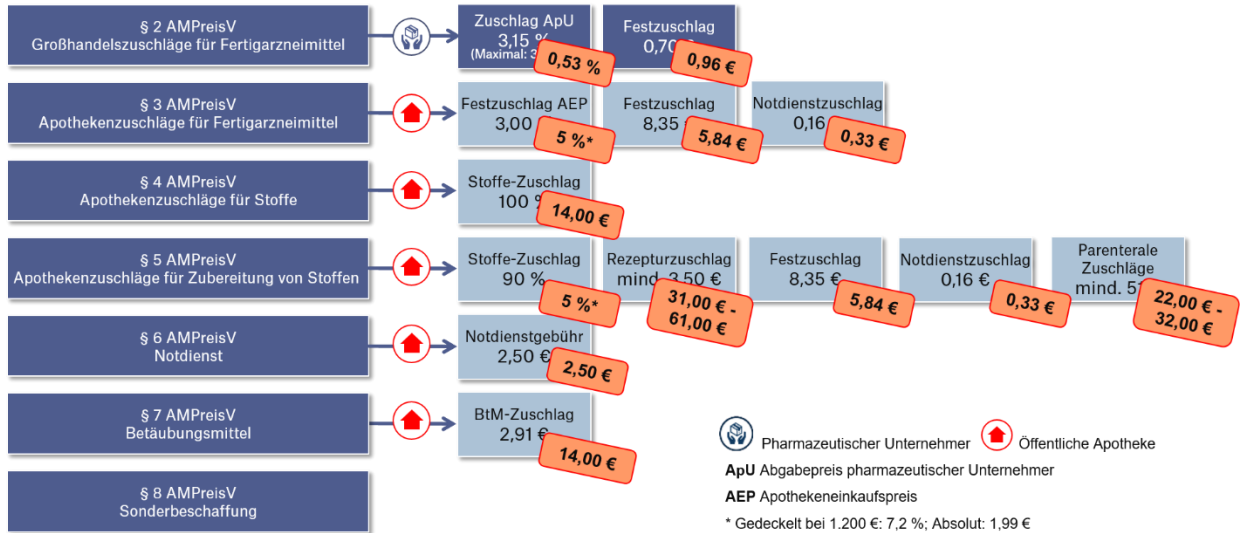 § 2 AMPreisV
Großhandelszuschläge für Fertigarzneimittel
Zuschlag ApU
3,15 %
(Maximal: 3
0,53 %
Festzuschlag
0,70
0,96 €
§ 3 AMPreisV
Apothekenzuschläge für Fertigarzneimittel
Festzuschlag AEP
3,00
5 %*
Festzuschlag
8,35
5,84 €
Notdienstzuschlag
0,16
0,33 €
§ 4 AMPreisV
Apothekenzuschläge für Stoffe
Stoffe-Zuschlag
100 %
14,00 €
§ 5 AMPreisV
Apothekenzuschläge für Zubereitung von Stoffen
Stoffe-Zuschlag
90 %
5 %*
Rezepturzuschlag
mind. 3,50 €
31,00 € -
61,00 €
Festzuschlag
8,35 €
5,84 €
Notdienstzuschlag
0,16 €
0,33 €
Parenterale
Zuschläge
mind. 51
22,00 € -
32,00 €
§ 6 AMPreisV
Notdienst
Notdienstgebühr
2,50 €
2,50 €
§ 7 AMPreisV
Betäubungsmittel
BtM-Zuschlag
2,91 €
14,00 €
§ 8 AMPreisV
Sonderbeschaffung
Pharmazeutischer Unternehmer Öffentliche Apotheke
ApU Abgabepreis pharmazeutischer Unternehmer
AEP Apothekeneinkaufspreis
* Gedeckelt bei 1.200 €: 7,2 %; Absolut: 1,99 €